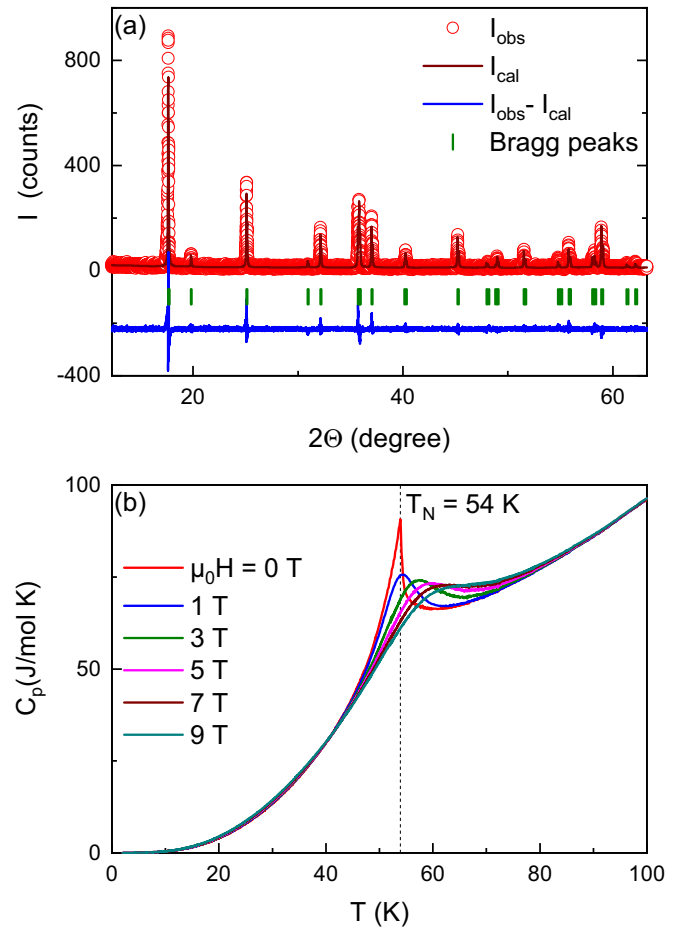 (a)
I_obs
I_cal
I_obs- I_cal
Bragg peaks
800
400
0
-400
I (counts)
20 40 60
2Θ (degree)
(b)
T_N = 54 K
μ₀H = 0 T
1 T
3 T
5 T
7 T
9 T
100
50
0
C_p(J/mol K)
0 20 40 60 80 100
T (K)